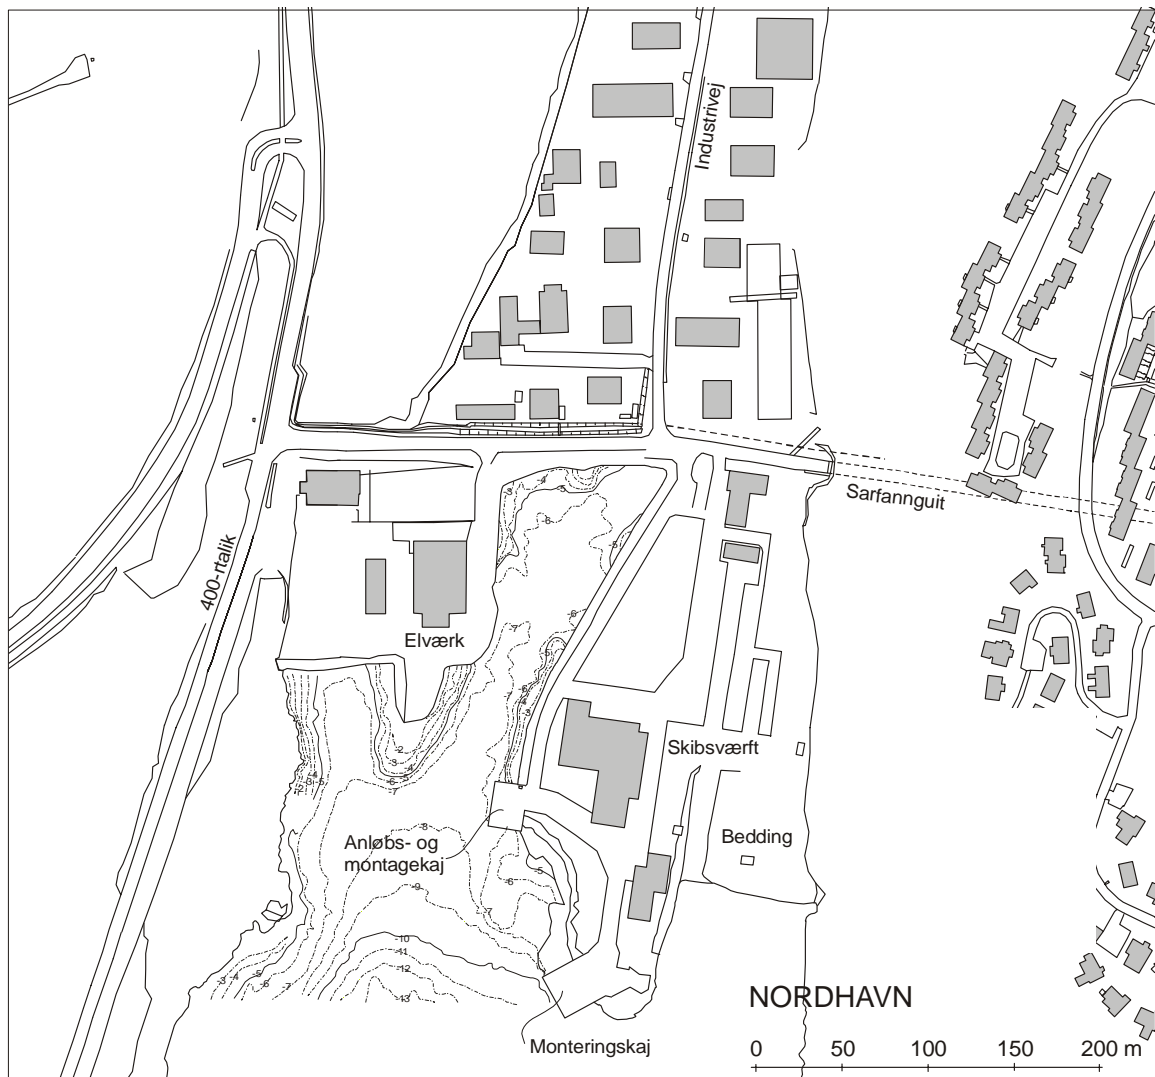 Industrivej
Sarfannguit
400-rtalik
Elværk
Skibsværft
Anløbs- og
montagekaj
Bedding
NORDHAVN
Monteringskaj
0 50 100 150 200 m